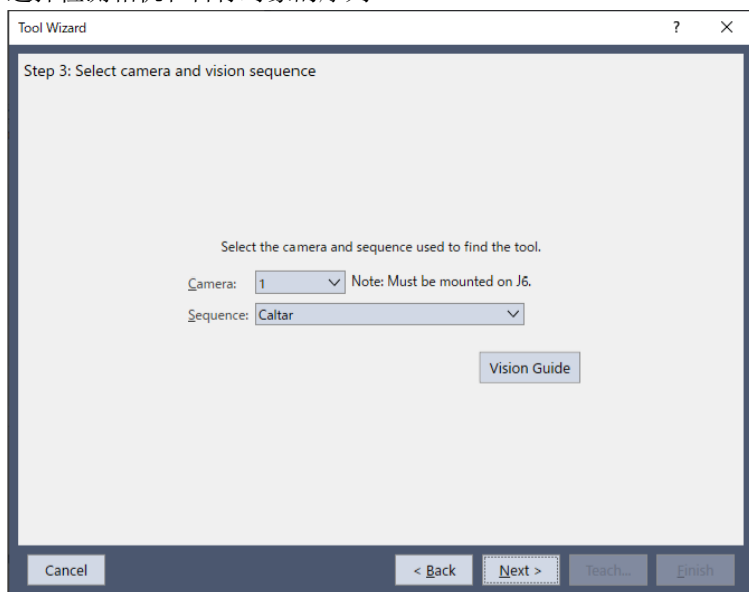 Tool Wizard ? ×
Step 3: Select camera and vision sequence
Select the camera and sequence used to find the tool.
Camera: 1 Note: Must be mounted on J6.
Sequence: Caltar
Vision Guide
Cancel < Back Next > Teach... Finish